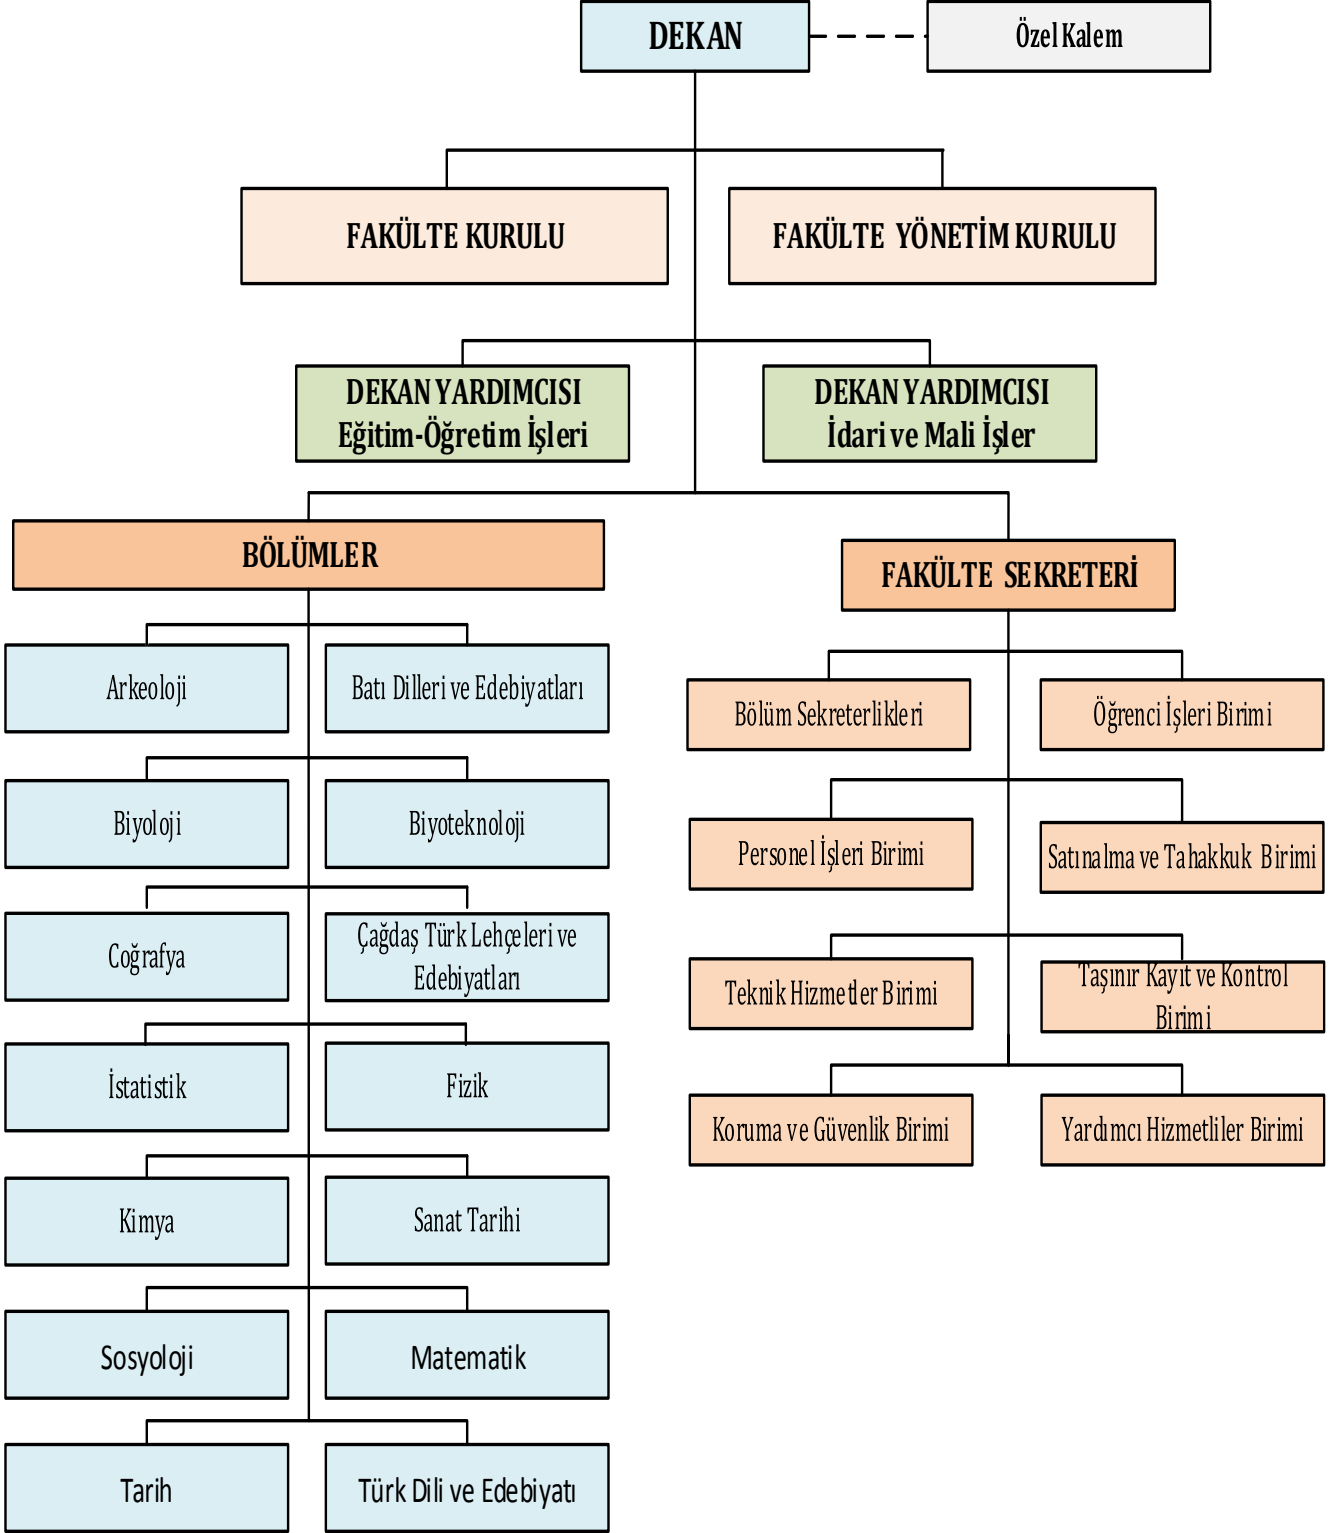 DEKAN
Özel Kalem
FAKÜLTE KURULU
FAKÜLTE YÖNETİM KURULU
DEKAN YARDIMCISI
Eğitim-Öğretim İşleri
DEKAN YARDIMCISI
İdari ve Mali İşler
BÖLÜMLER
Arkeoloji
Batı Dilleri ve Edebiyatları
Biyoloji
Biyoteknoloji
Coğrafya
Çağdaş Türk Lehçeleri ve
Edebiyatları
İstatistik
Fizik
Kimya
Sanat Tarihi
Sosyoloji
Matematik
Tarih
Türk Dili ve Edebiyatı
FAKÜLTE SEKRETERİ
Bölüm Sekreterlikleri
Öğrenci İşleri Birimi
Personel İşleri Birimi
Satınalma ve Tahakkuk Birimi
Teknik Hizmetler Birimi
Taşınır Kayıt ve Kontrol
Birimi
Koruma ve Güvenlik Birimi
Yardımcı Hizmetliler Birimi